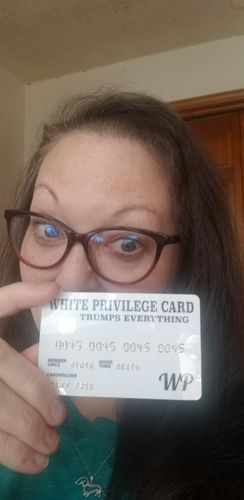 WHITE PRIVILEGE CARD
TRUMPS EVERYTHING
0045 0045 0045 0045
MEMBER SINCE BIRTH GOOD THRU DEATH
CARDHOLDER
WP